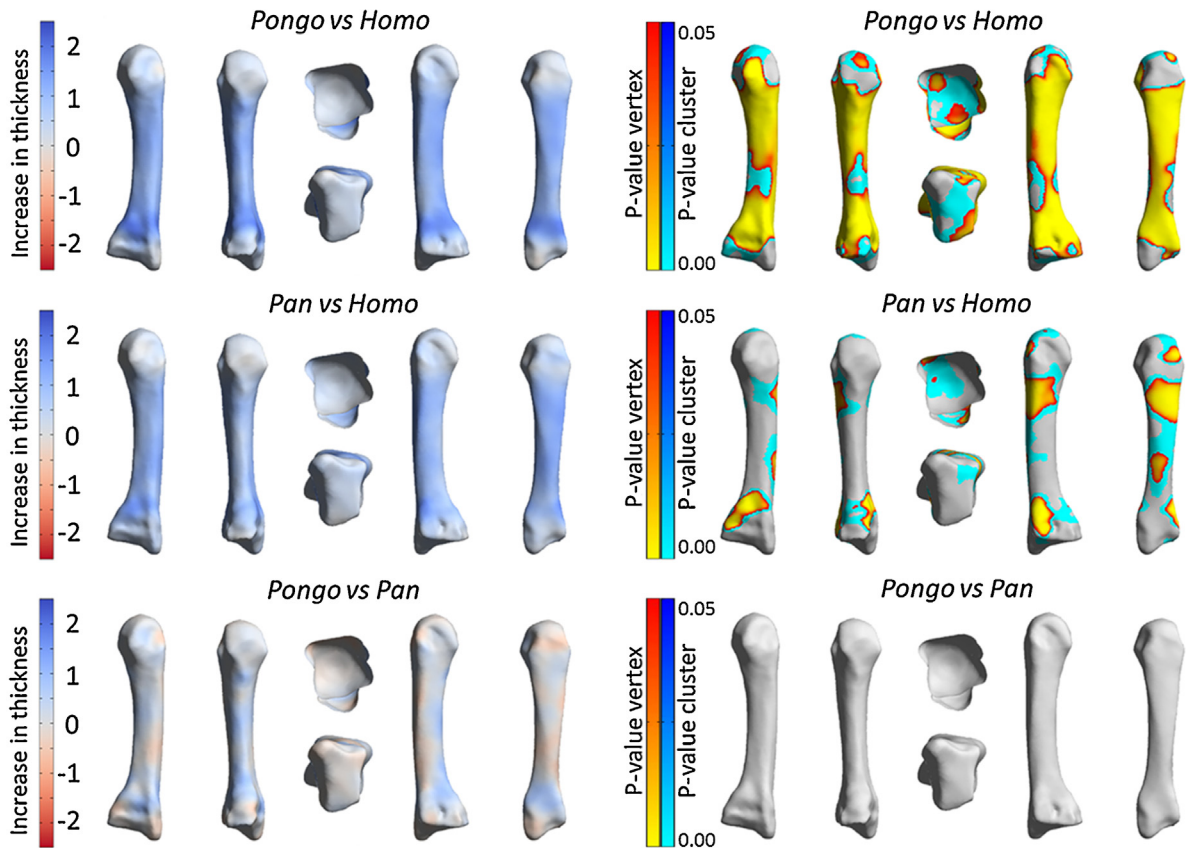 Pongo vs Homo
Increase in thickness
2
1
0
-1
-2
Pongo vs Homo
P-value vertex
P-value cluster
0.05
0.00
Pan vs Homo
Increase in thickness
2
1
0
-1
-2
Pan vs Homo
P-value vertex
P-value cluster
0.05
0.00
Pongo vs Pan
Increase in thickness
2
1
0
-1
-2
Pongo vs Pan
P-value vertex
P-value cluster
0.05
0.00